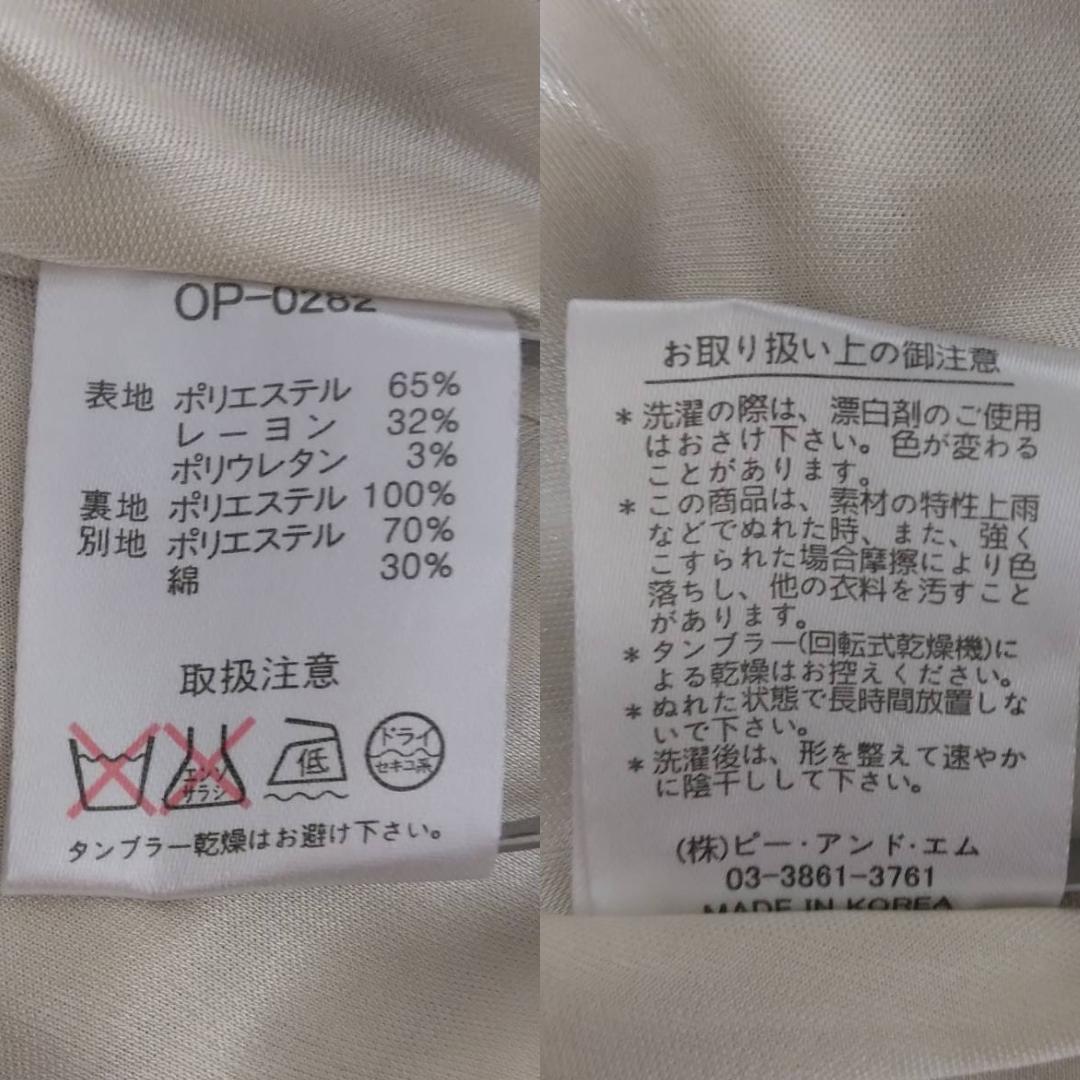 OP-0282
表地 ポリエステル 65%
レーヨン 32%
ポリウレタン 3%
裏地 ポリエステル 100%
別地 ポリエステル 70%
綿 30%
取扱注意
エンソ
サラシ
低
ドライ
セキユ系
タンブラー乾燥はお避け下さい。
お取り扱い上の御注意
* 洗濯の際は、漂白剤のご使用
はおさけ下さい。色が変わる
ことがあります。
* この商品は、素材の特性上雨
などでぬれた時、また、強く
こすられた場合摩擦により色
落ちし、他の衣料を汚すこと
があります。
* タンブラー(回転式乾燥機)に
よる乾燥はお控えください。
* ぬれた状態で長時間放置しな
いで下さい。
* 洗濯後は、形を整えて速やか
に陰干しして下さい。
(株)ピー・アンド・エム
03-3861-3761
MADE IN KOREA